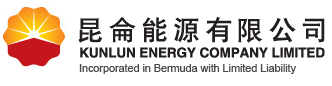 昆侖能源有限公司
KUNLUN ENERGY COMPANY LIMITED
Incorporated in Bermuda with Limited Liability